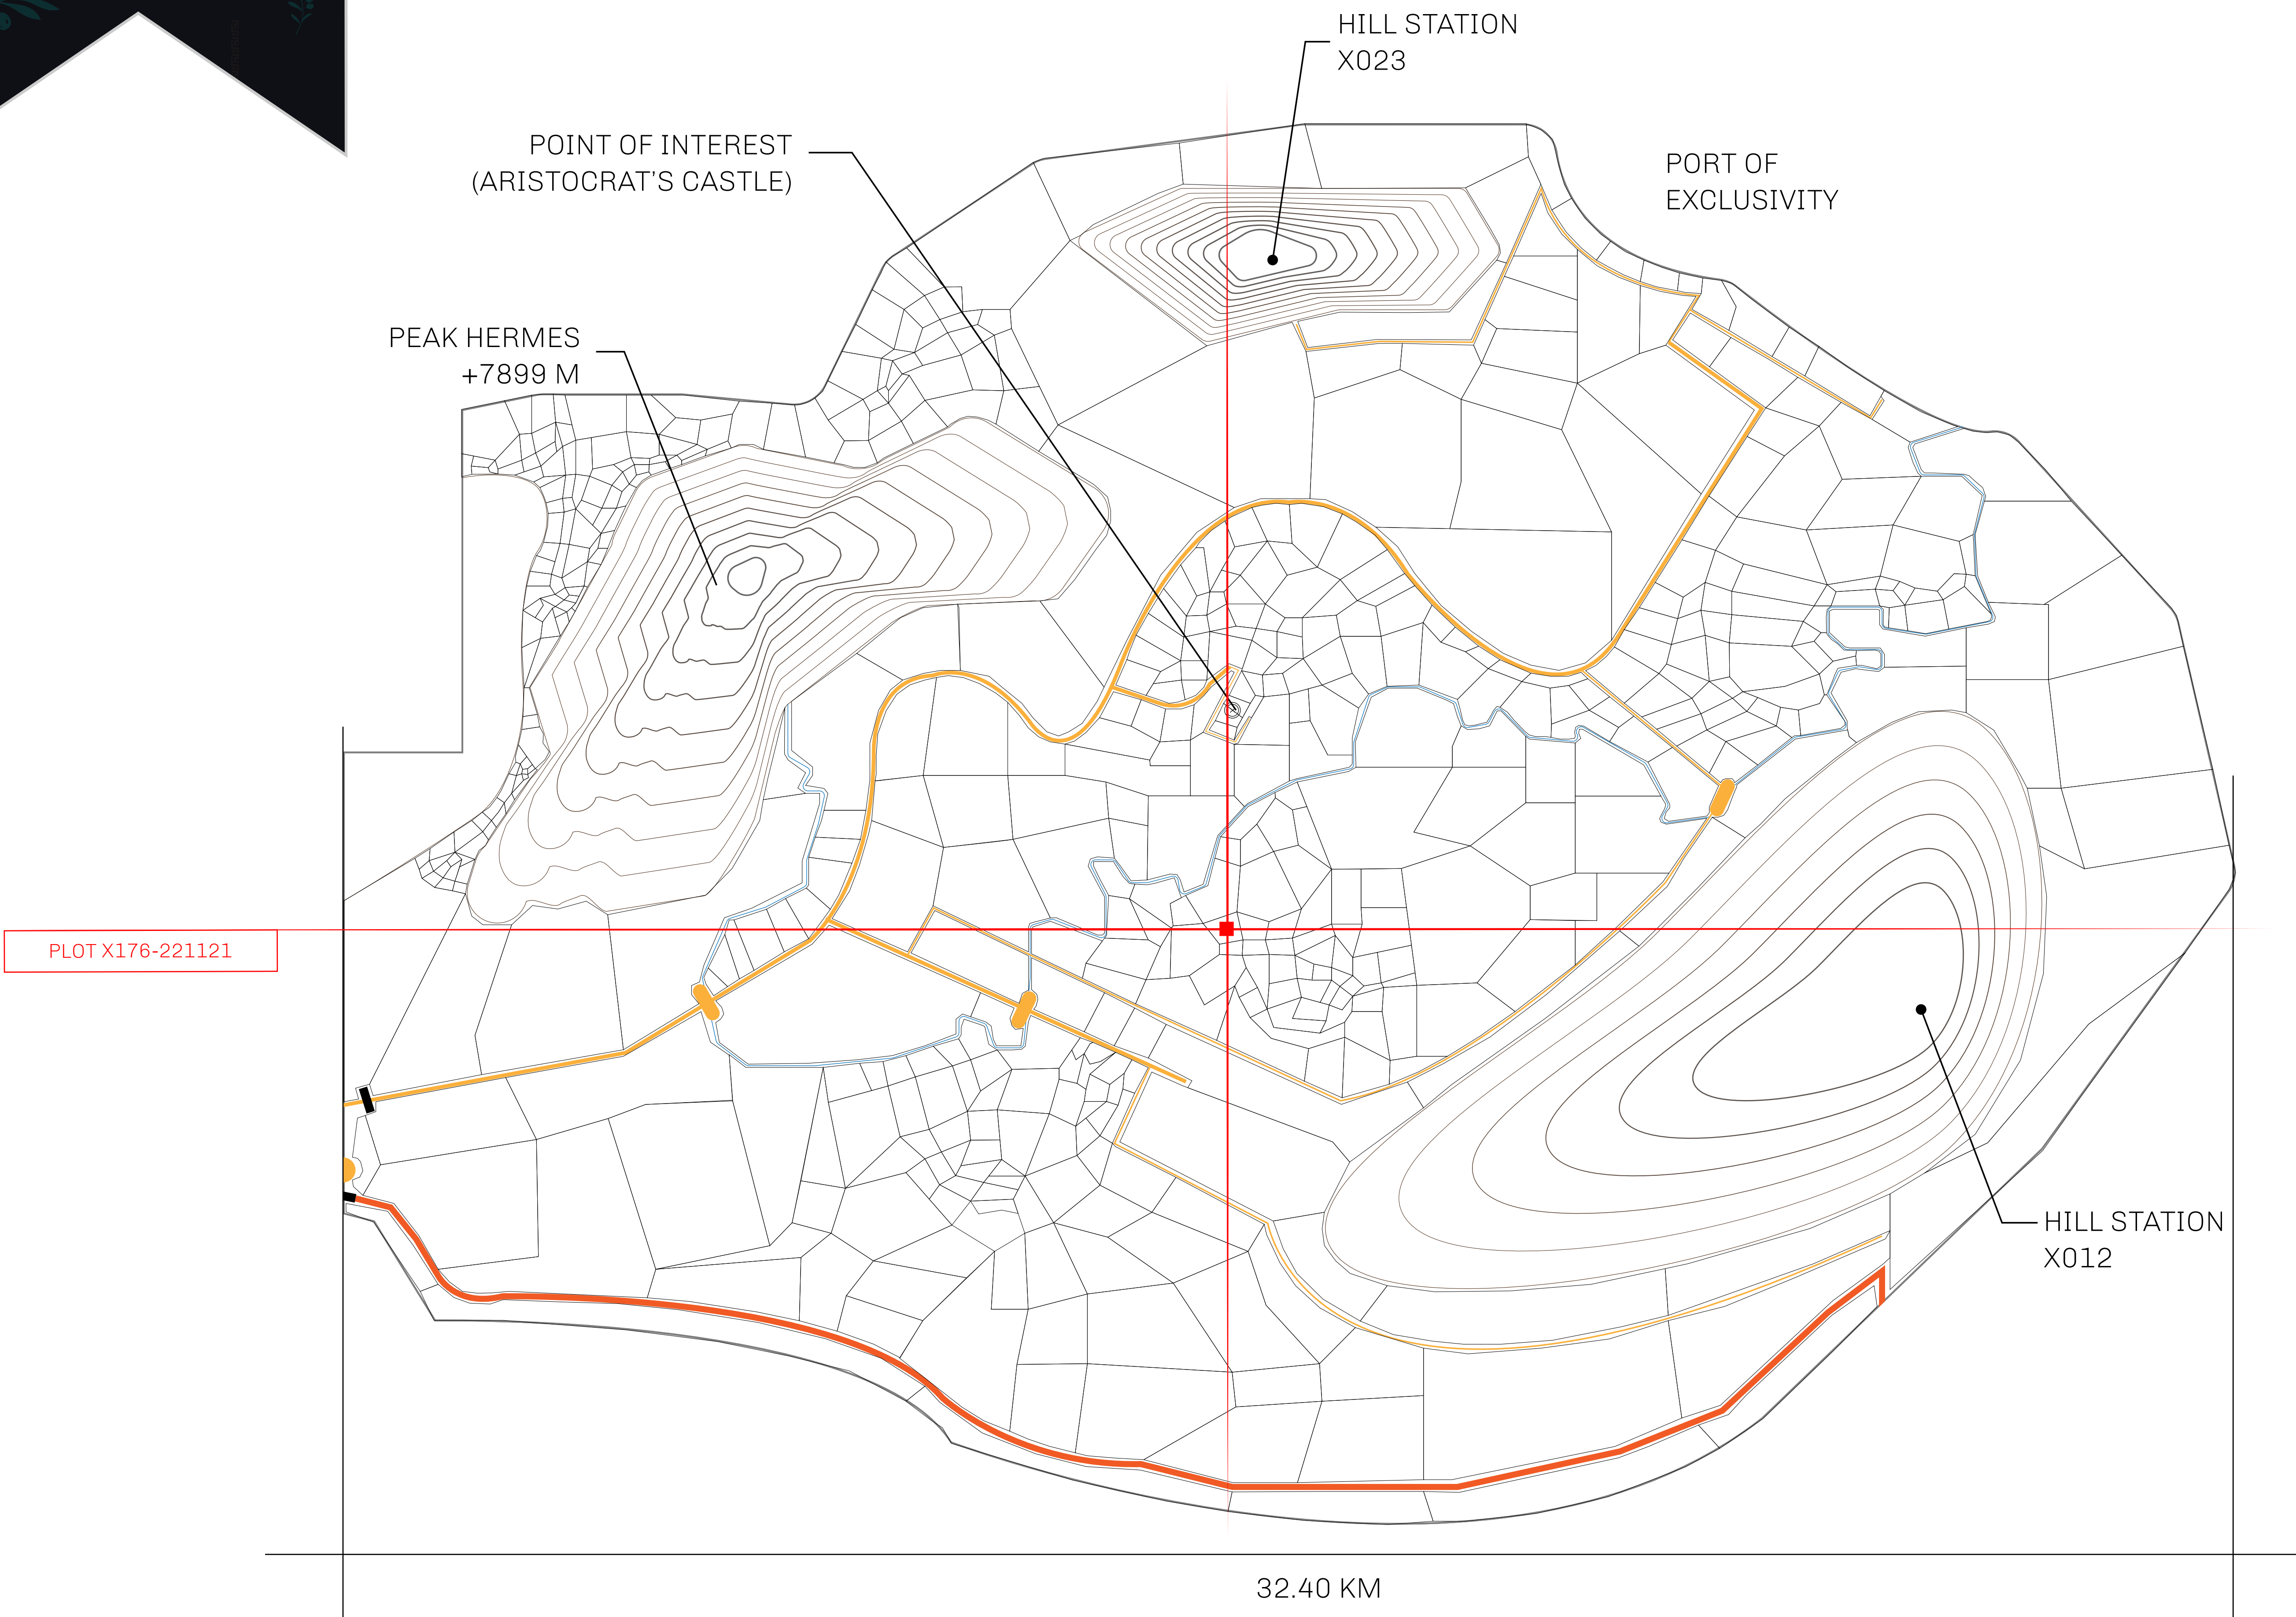 HILL STATION
X023
POINT OF INTEREST
(ARISTOCRAT'S CASTLE)
PORT OF
EXCLUSIVITY
PEAK HERMES
+7899 M
PLOT X176-221121
HILL STATION
X012
32.40 KM